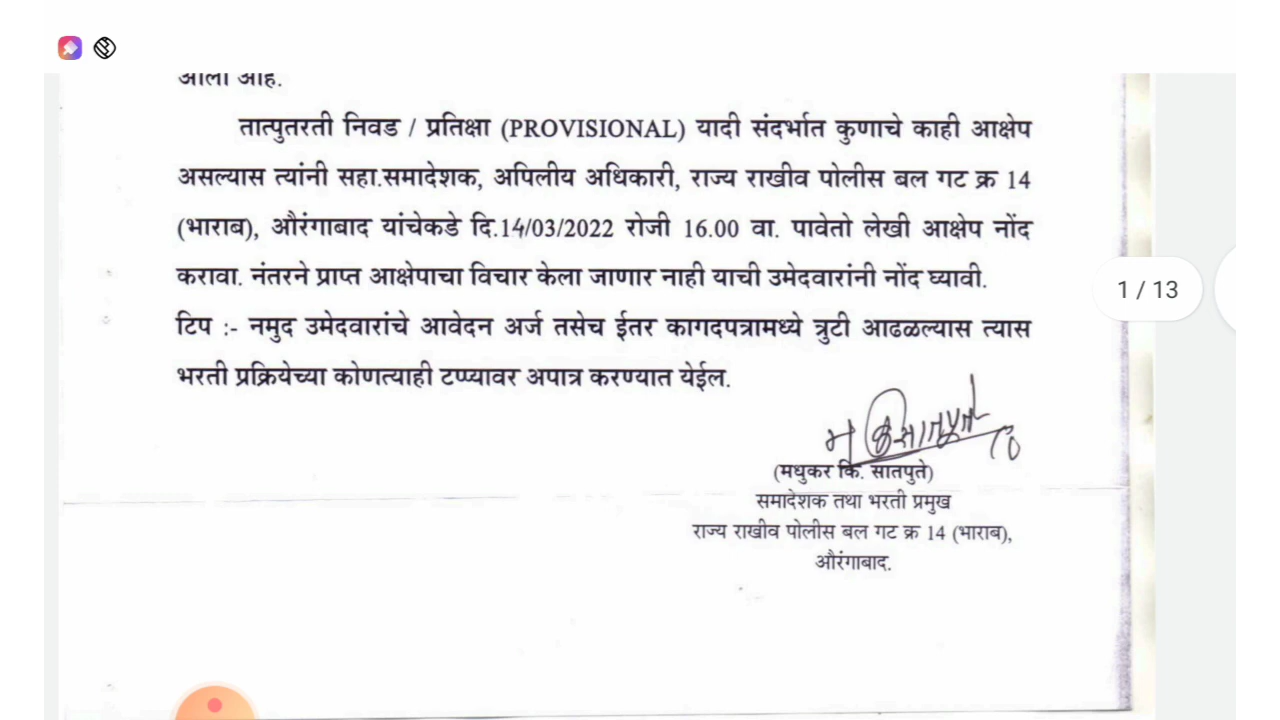 आला आहे.
तात्पुतरती निवड / प्रतिक्षा (PROVISIONAL) यादी संदर्भात कुणाचे काही आक्षेप
असल्यास त्यांनी सहा.समादेशक, अपिलीय अधिकारी, राज्य राखीव पोलीस बल गट क्र 14
(भाराब), औरंगाबाद यांचेकडे दि.14/03/2022 रोजी 16.00 वा. पावेतो लेखी आक्षेप नोंद
करावा. नंतरने प्राप्त आक्षेपाचा विचार केला जाणार नाही याची उमेदवारांनी नोंद घ्यावी.
टिप :- नमुद उमेदवारांचे आवेदन अर्ज तसेच ईतर कागदपत्रामध्ये त्रुटी आढळल्यास त्यास
भरती प्रक्रियेच्या कोणत्याही टप्प्यावर अपात्र करण्यात येईल.
(मधुकर कि. सातपुते)
समादेशक तथा भरती प्रमुख
राज्य राखीव पोलीस बल गट क्र 14 (भाराब),
औरंगाबाद.
1 / 13